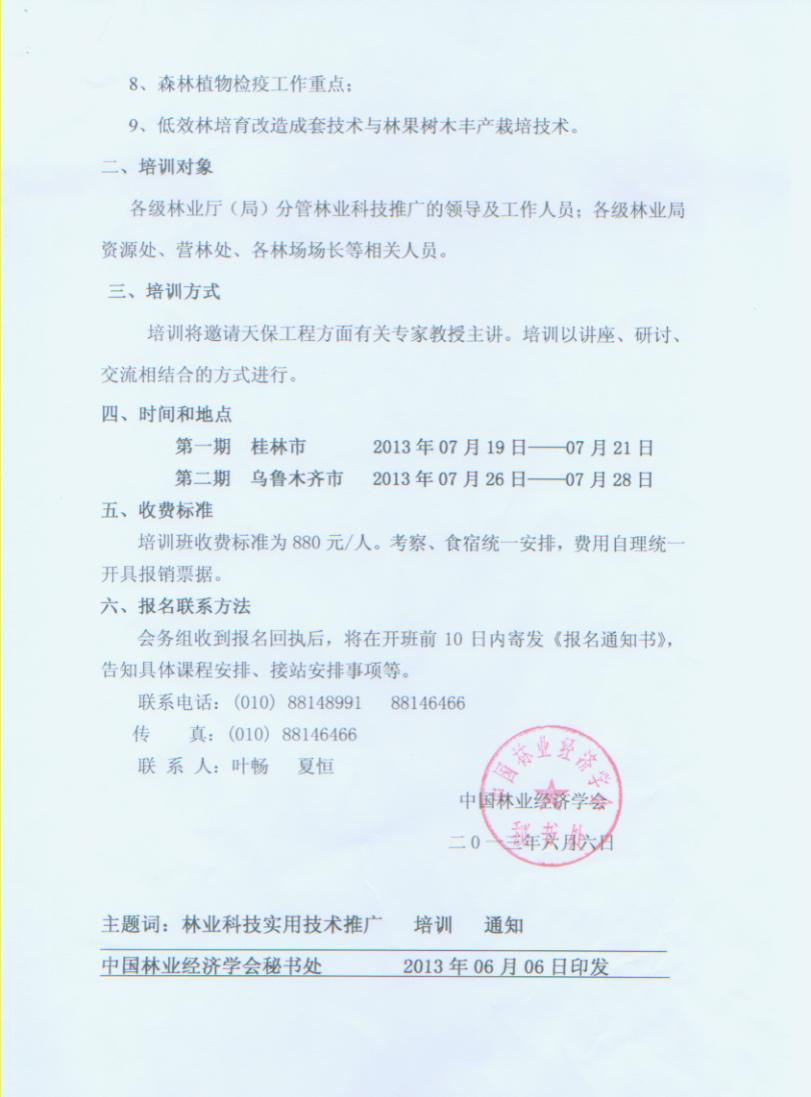 8、森林植物检疫工作重点；
9、低效林培育改造成套技术与林果树木丰产栽培技术。
二、培训对象
各级林业厅（局）分管林业科技推广的领导及工作人员；各级林业局
资源处、营林处、各林场场长等相关人员。
三、培训方式
培训将邀请天保工程方面有关专家教授主讲。培训以讲座、研讨、
交流相结合的方式进行。
四、时间和地点
第一期 桂林市 2013年07月19日——07月21日
第二期 乌鲁木齐市 2013年07月26日——07月28日
五、收费标准
培训班收费标准为880元/人。考察、食宿统一安排，费用自理统一
开具报销票据。
六、报名联系方法
会务组收到报名回执后，将在开班前10日内寄发《报名通知书》，
告知具体课程安排、接站安排事项等。
联系电话：(010) 88148991 88146466
传 真：(010) 88146466
联 系 人：叶畅 夏恒
中国林业经济学会
秘书处
中国林业经济学会
二0一三年六月六日
主题词：林业科技实用技术推广 培训 通知
中国林业经济学会秘书处 2013年06月06日印发